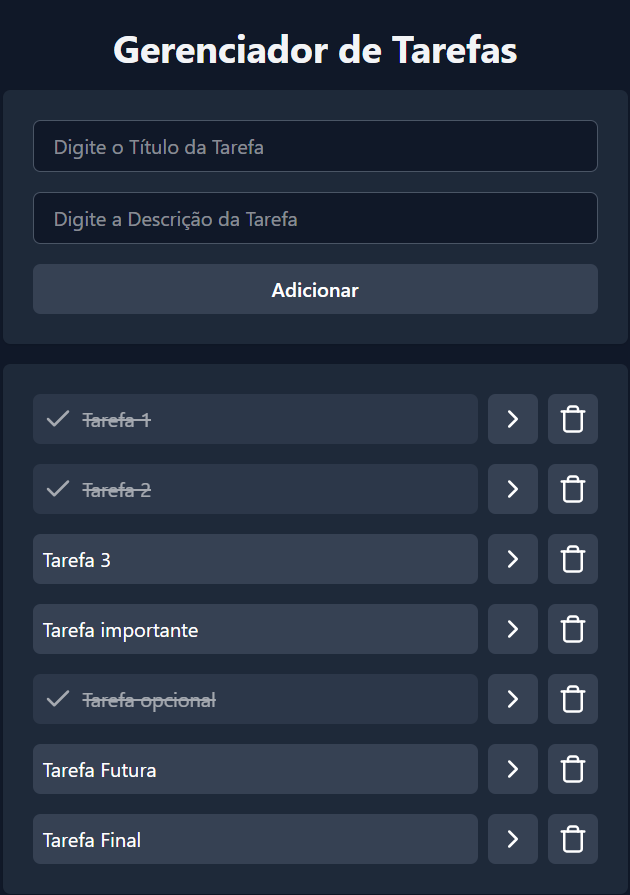 Gerenciador de Tarefas
Digite o Título da Tarefa
Digite a Descrição da Tarefa
Adicionar
Tarefa 1
Tarefa 2
Tarefa 3
Tarefa importante
Tarefa opcional
Tarefa Futura
Tarefa Final